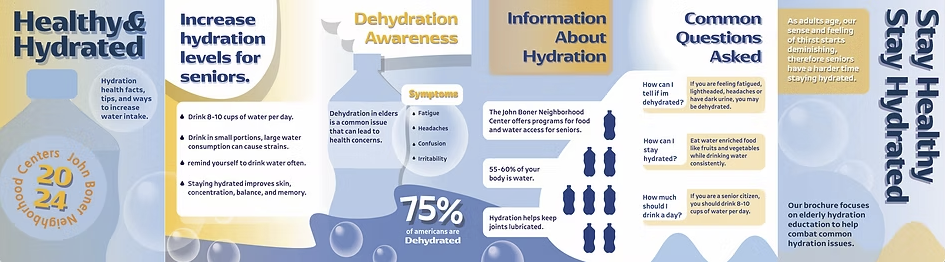 Healthy&
Hydrated
Hydration
health facts,
tips, and ways
to increase
water intake.
John Boner Neighborhood Centers
20
24
Increase
hydration
levels for
seniors.
Drink 8-10 cups of water per day.
Drink in small portions, large water
consumption can cause strains.
remind yourself to drink water often.
Staying hydrated improves skin,
concentration, balance, and memory.
Dehydration
Awareness
Dehydration in elders
is a common issue
that can lead to
health concerns.
Symptoms
Fatigue
Headaches
Confusion
Irritability
75%
of americans are
Dehydrated
Information
About
Hydration
The John Boner Neighborhood
Center offers programs for food
and water access for seniors.
55-60% of your
body is water.
Hydration helps keep
joints lubricated.
Common
Questions
Asked
How can I
tell if im
dehydrated?
If you are feeling fatigued,
lightheaded, headaches or
have dark urine, you may
be dehydrated.
How can I
stay
hydrated?
Eat water enriched food
like fruits and vegetables
while drinking water
consistently.
How much
should I
drink a day?
If you are a senior citizen,
you should drink 8-10
cups of water per day.
As adults age, our
sense and feeling
of thirst starts
deminishing,
therefore seniors
have a harder time
staying hydrated.
Our brochure focuses
on elderly hydration
eductation to help
combat common
hydration issues.
Stay Healthy
Stay Hydrated